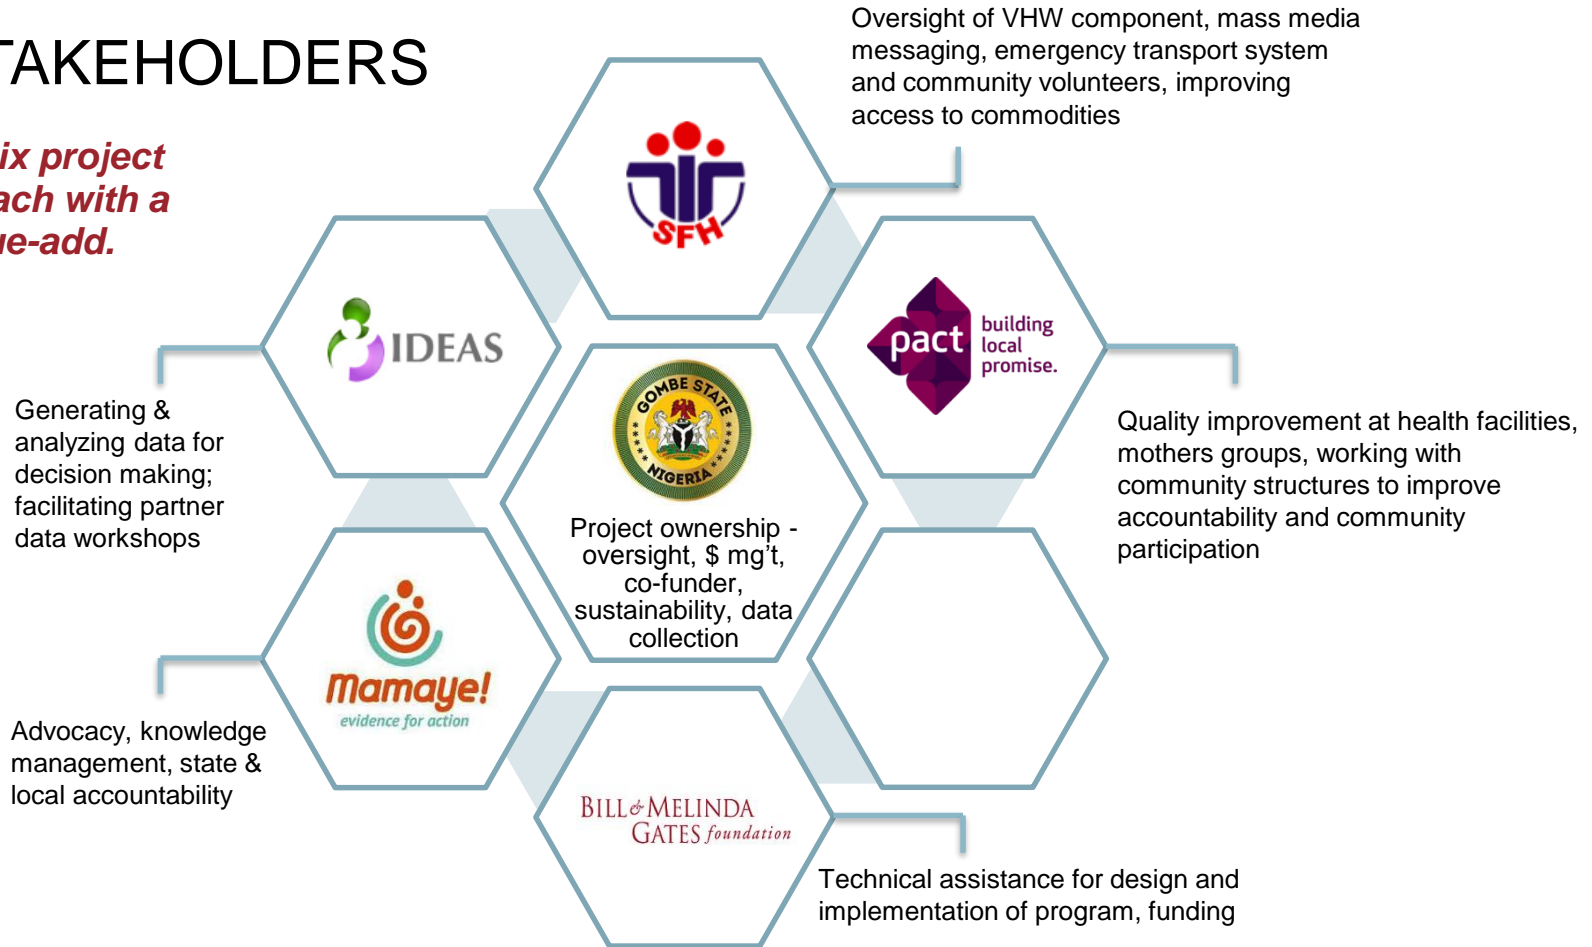 TAKEHOLDERS
ix project
ach with a
ue-add.
Oversight of VHW component, mass media
messaging, emergency transport system
and community volunteers, improving
access to commodities
SFH
IDEAS
pact
building
local
promise.
Generating &
analyzing data for
decision making;
facilitating partner
data workshops
GOMBE STATE
NIGERIA
Project ownership -
oversight, $ mg’t,
co-funder,
sustainability, data
collection
Quality improvement at health facilities,
mothers groups, working with
community structures to improve
accountability and community
participation
mamaye!
evidence for action
Advocacy, knowledge
management, state &
local accountability
BILL & MELINDA
GATES foundation
Technical assistance for design and
implementation of program, funding